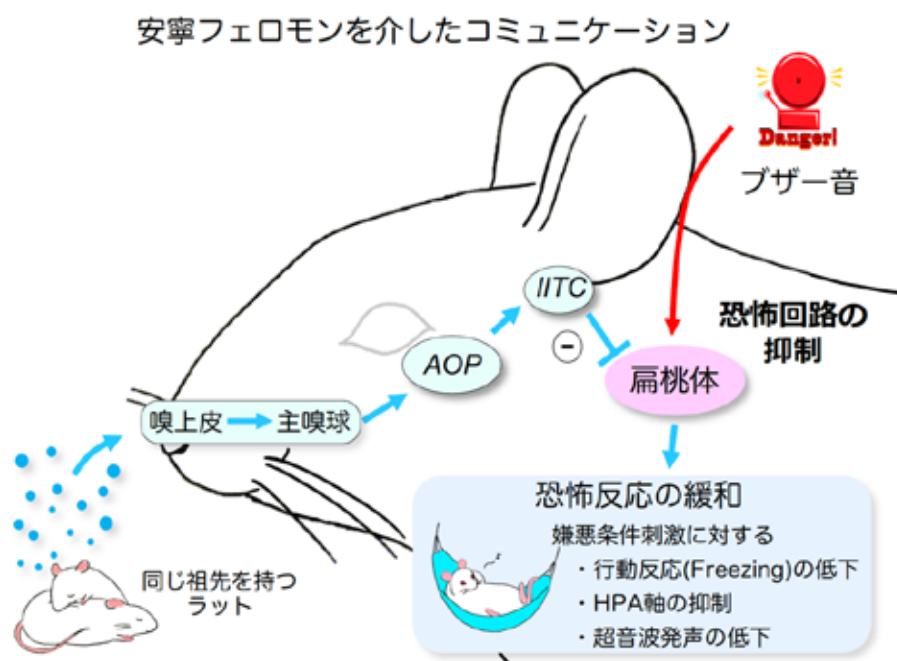 安寧フェロモンを介したコミュニケーション
Danger!
ブザー音
恐怖回路の
抑制
IITC
−
AOP
扁桃体
嗅上皮
主嗅球
同じ祖先を持つ
ラット
恐怖反応の緩和
嫌悪条件刺激に対する
・行動反応(Freezing)の低下
・HPA軸の抑制
・超音波発声の低下